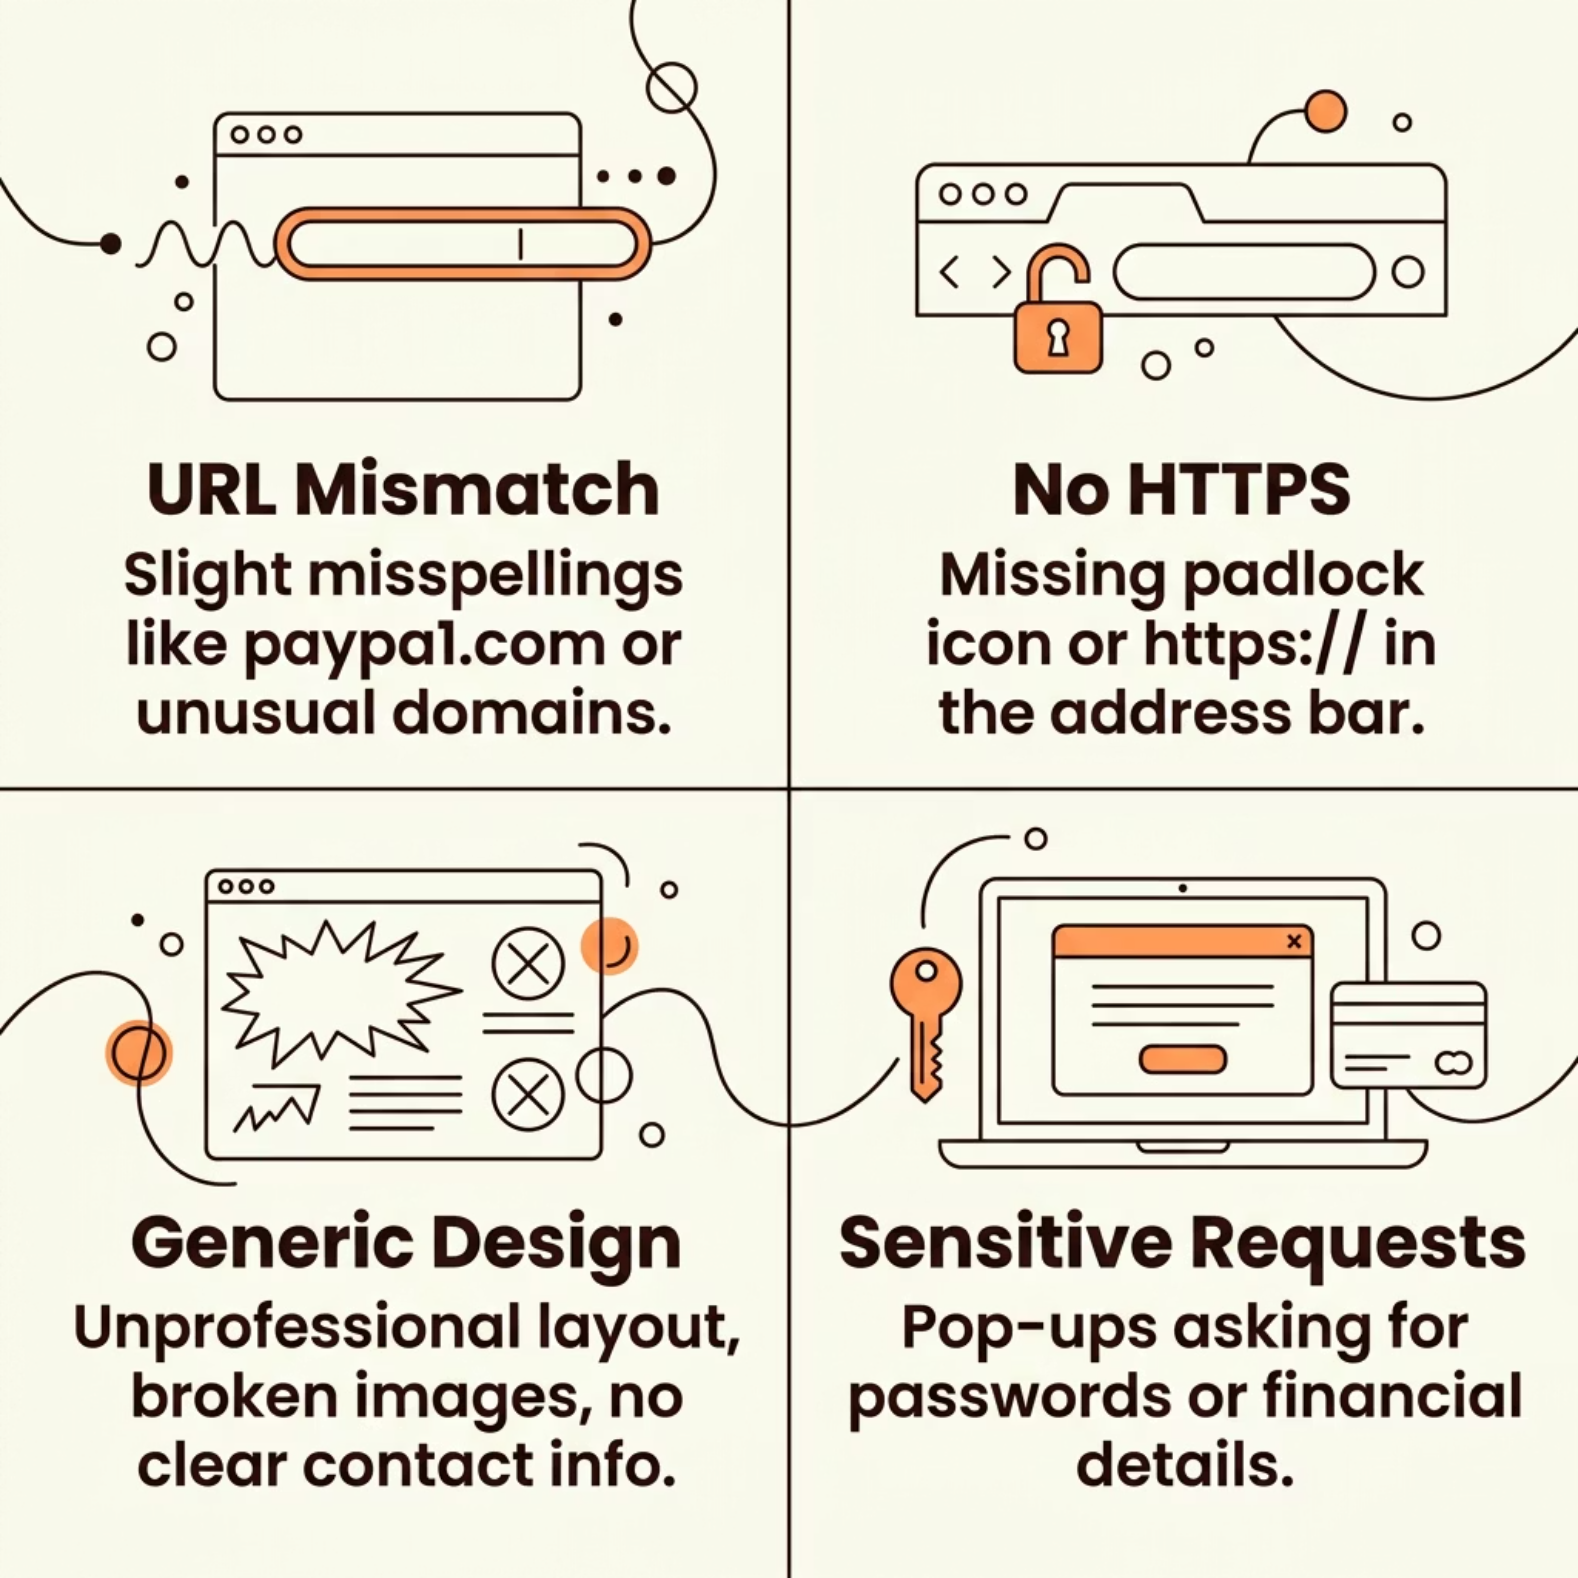 URL Mismatch
Slight misspellings
like paypa1.com or
unusual domains.
No HTTPS
Missing padlock
icon or https:// in
the address bar.
Generic Design
Unprofessional layout,
broken images, no
clear contact info.
Sensitive Requests
Pop-ups asking for
passwords or financial
details.